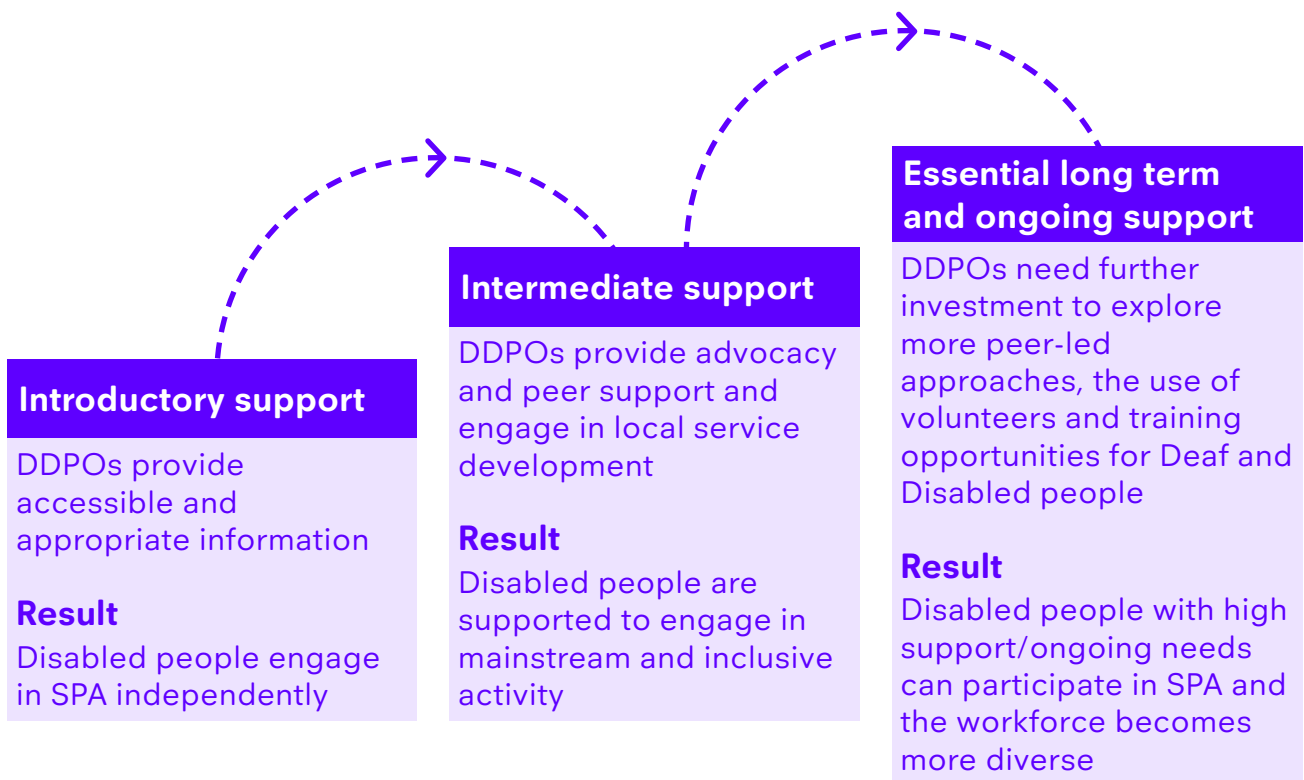 Introductory support
DDPOs provide
accessible and
appropriate information
Result
Disabled people engage
in SPA independently
Intermediate support
DDPOs provide advocacy
and peer support and
engage in local service
development
Result
Disabled people are
supported to engage in
mainstream and inclusive
activity
Essential long term
and ongoing support
DDPOs need further
investment to explore
more peer-led
approaches, the use of
volunteers and training
opportunities for Deaf and
Disabled people
Result
Disabled people with high
support/ongoing needs
can participate in SPA and
the workforce becomes
more diverse